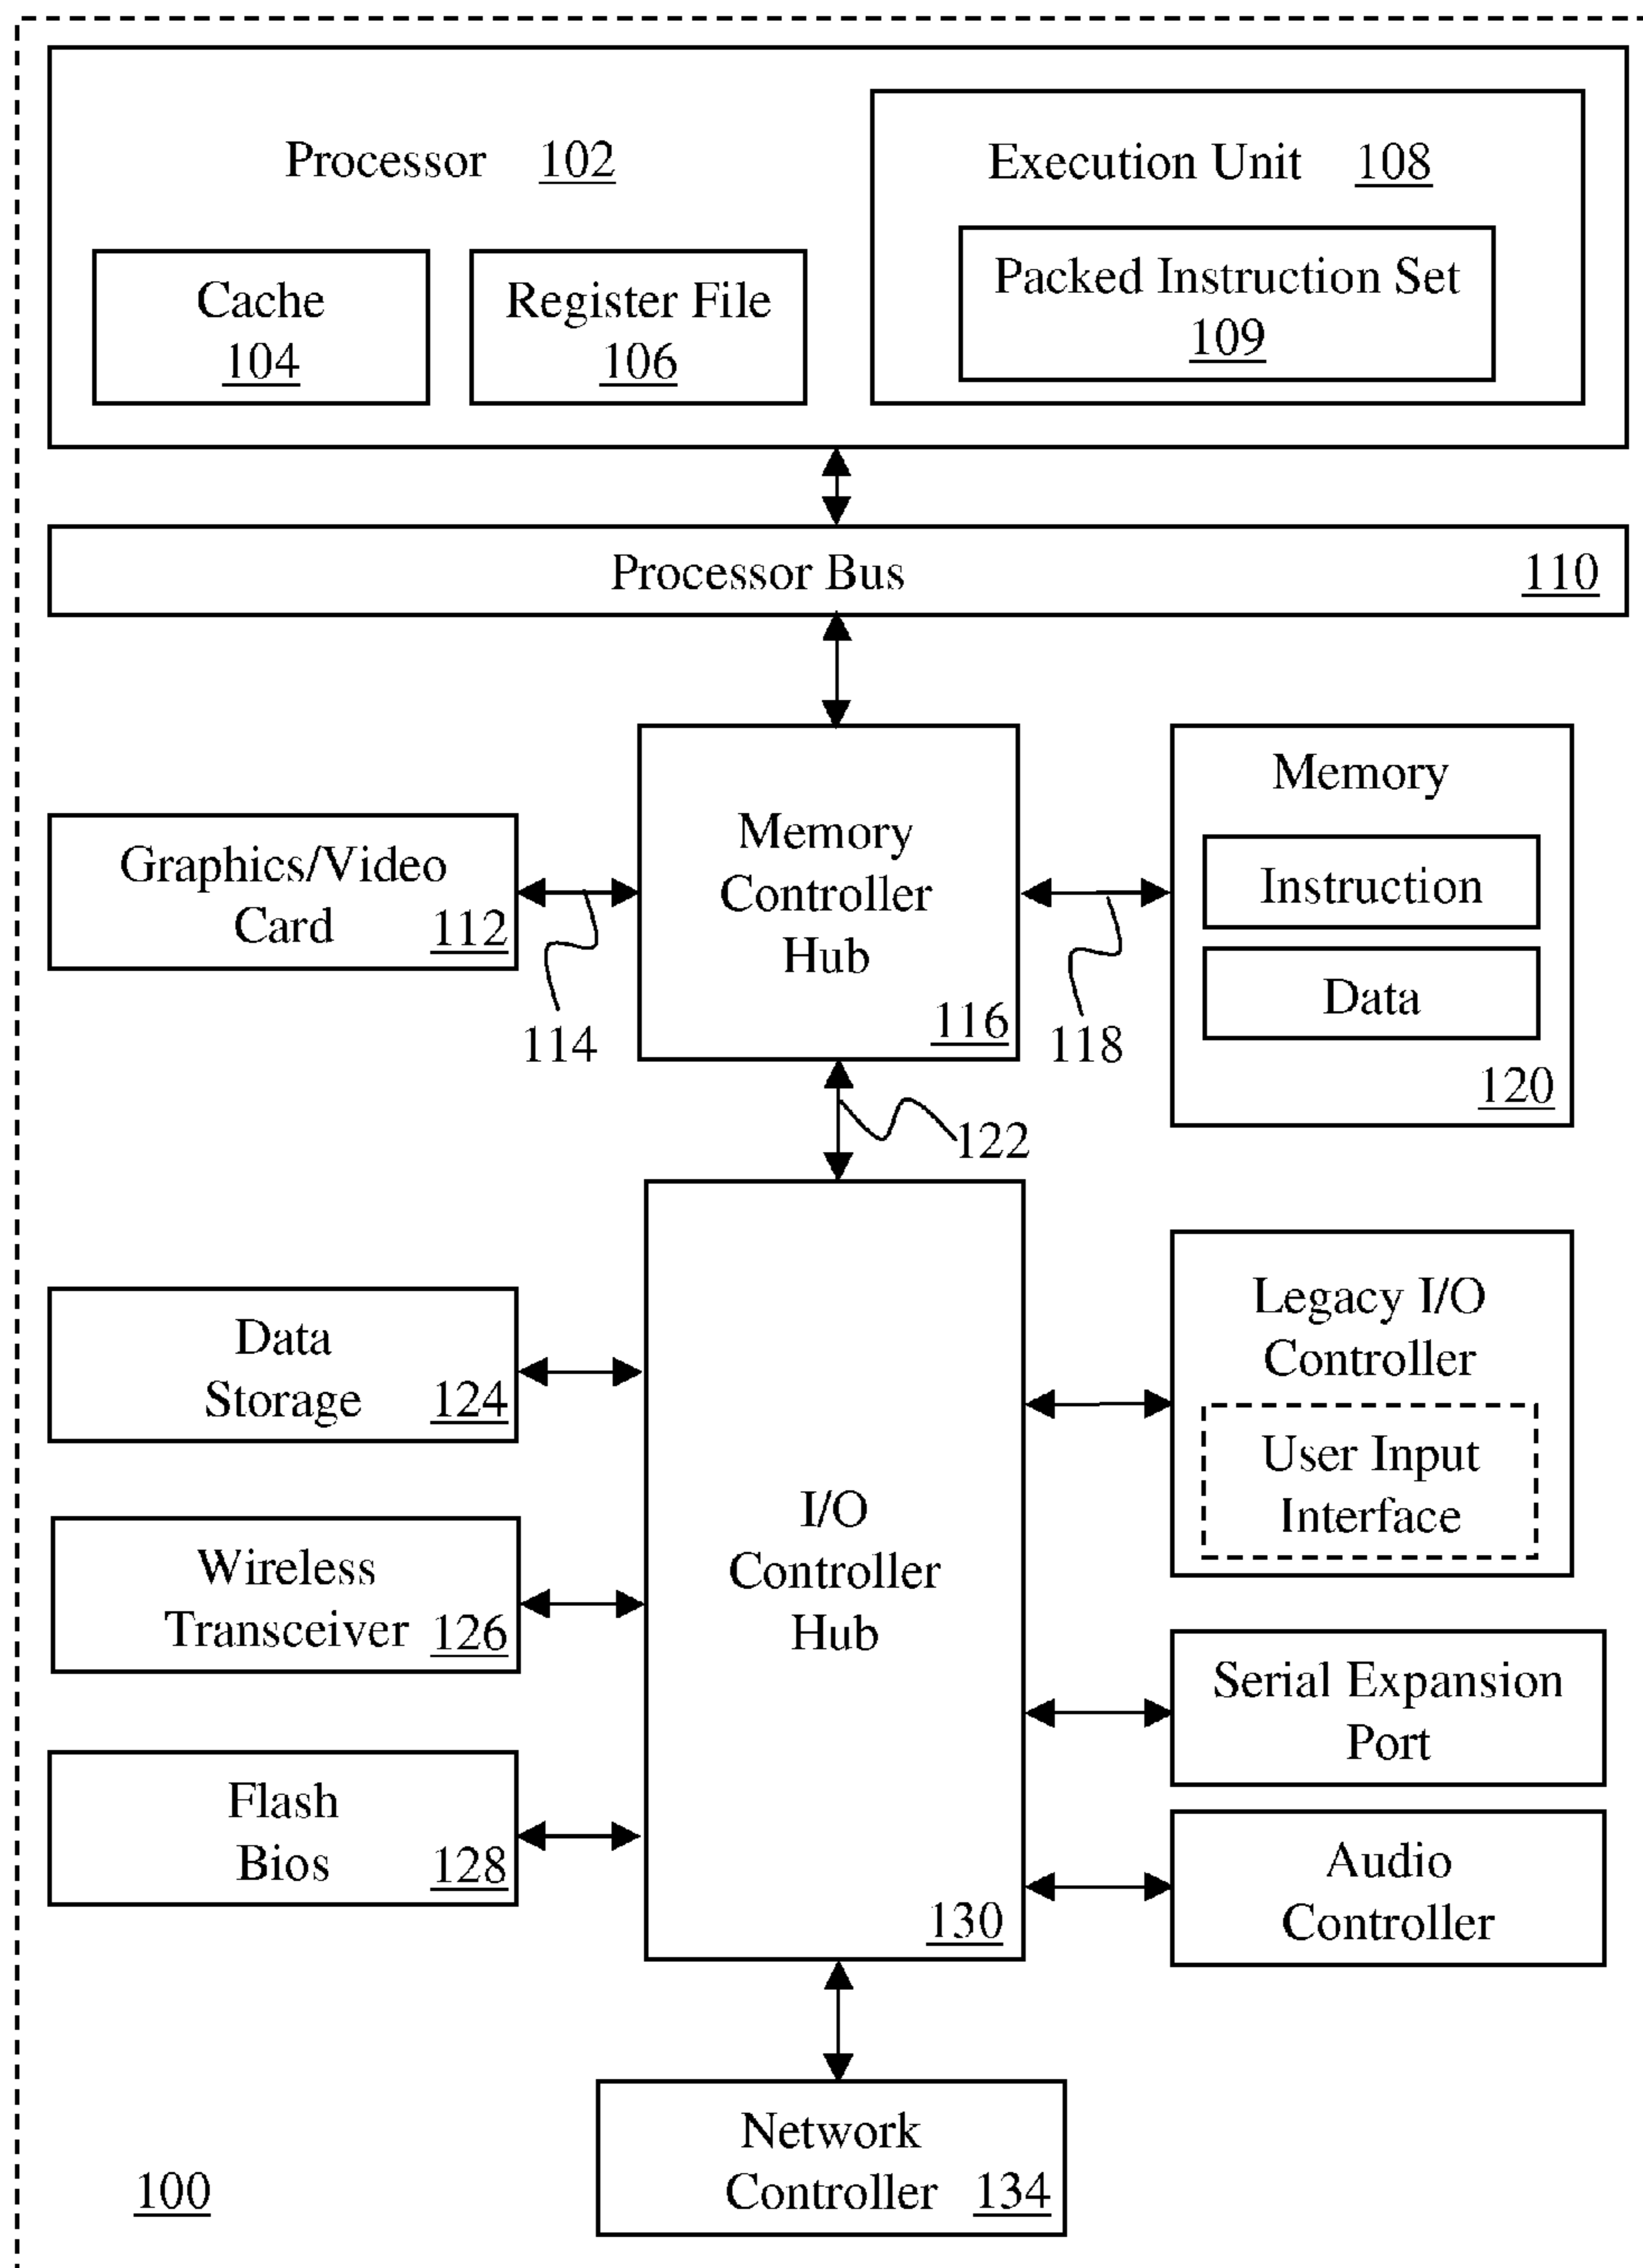 Processor 102
Execution Unit 108
Cache
104
Register File
106
Packed Instruction Set
109
Processor Bus 110
Graphics/Video
Card 112
114
Memory
Controller
Hub
116
118
Memory
Instruction
Data
120
122
Data
Storage 124
Wireless
Transceiver 126
Flash
Bios 128
I/O
Controller
Hub
130
Legacy I/O
Controller
User Input
Interface
Serial Expansion
Port
Audio
Controller
Network
Controller 134
100